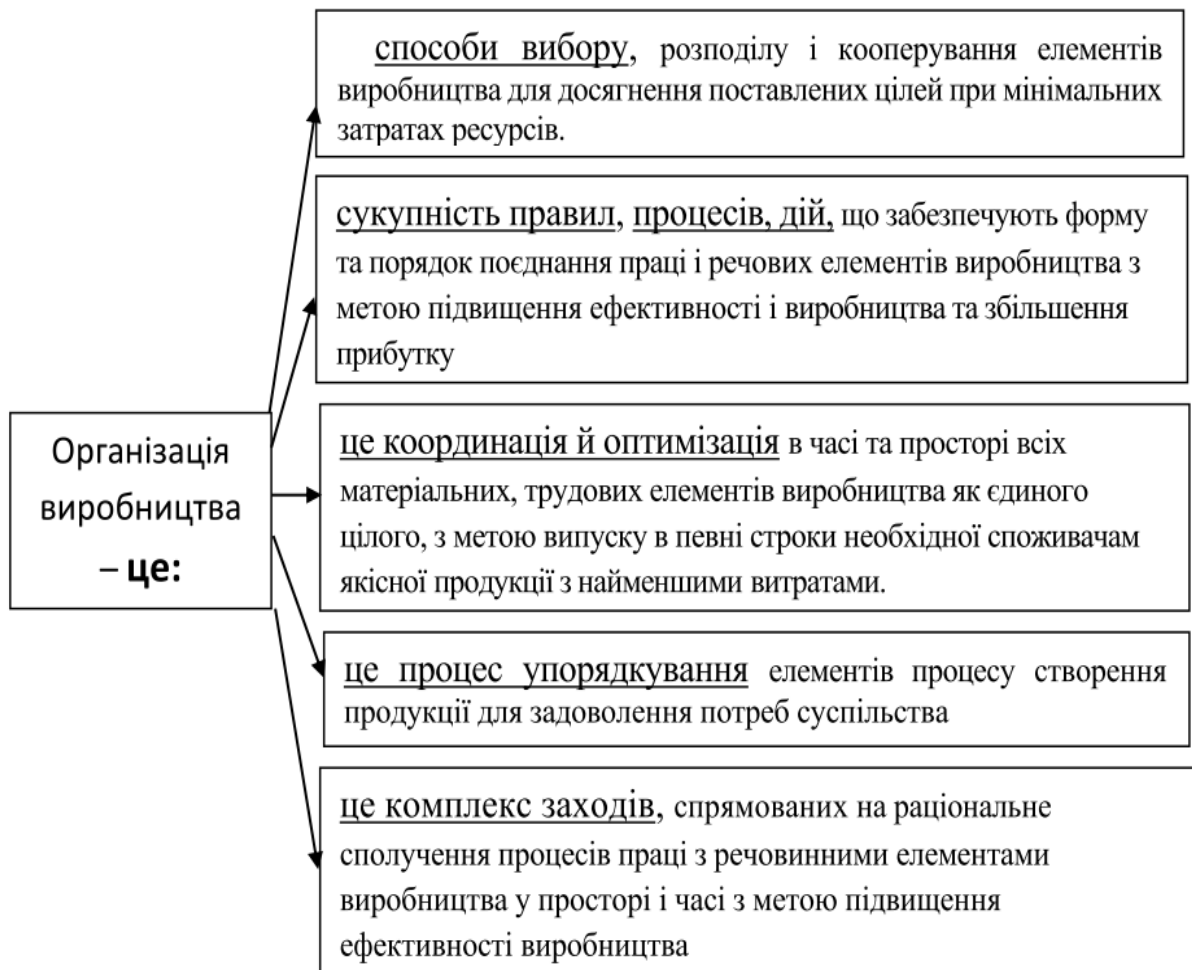 способи вибору, розподілу і кооперування елементів
виробництва для досягнення поставлених цілей при мінімальних
затратах ресурсів.
сукупність правил, процесів, дій, що забезпечують форму
та порядок поєднання праці і речових елементів виробництва з
метою підвищення ефективності і виробництва та збільшення
прибутку
Організація
виробництва
– це:
це координація й оптимізація в часі та просторі всіх
матеріальних, трудових елементів виробництва як єдиного
цілого, з метою випуску в певні строки необхідної споживачам
якісної продукції з найменшими витратами.
це процес упорядкування елементів процесу створення
продукції для задоволення потреб суспільства
це комплекс заходів, спрямованих на раціональне
сполучення процесів праці з речовинними елементами
виробництва у просторі і часі з метою підвищення
ефективності виробництва